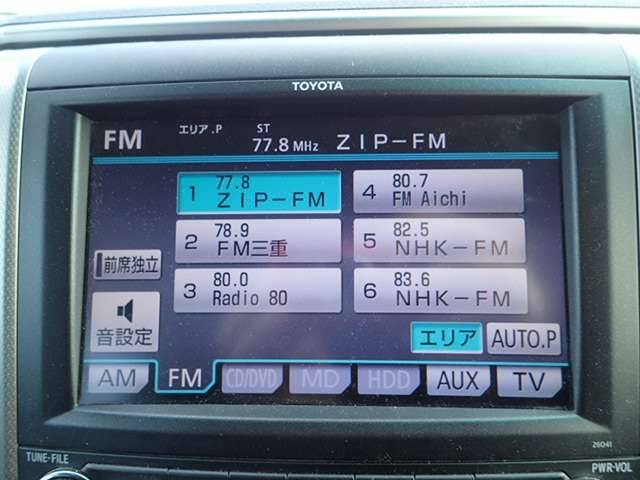 TOYOTA
FM エリア.P ST 77.8 MHz ZIP-FM
1 77.8 ZIP-FM
4 80.7 FM Aichi
2 78.9 FM三重
5 82.5 NHK-FM
前席独立
3 80.0 Radio 80
6 83.6 NHK-FM
音設定
エリア AUTO.P
AM FM CD/DVD MD HDD AUX TV
26041
TUNE•FILE PWR•VOL